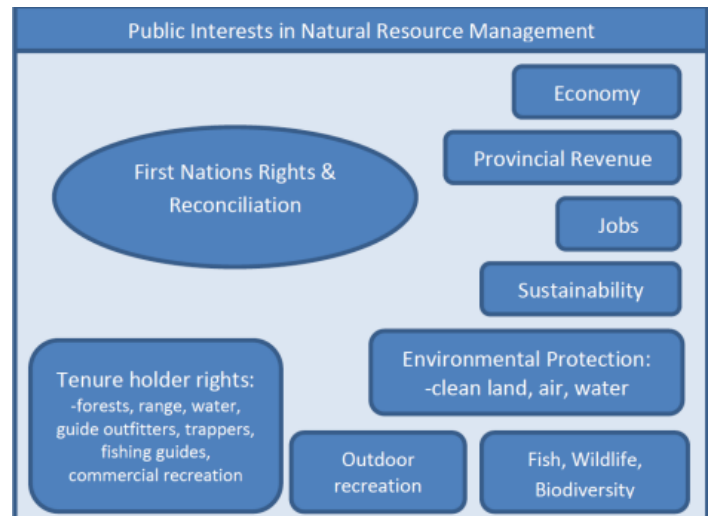 Public Interests in Natural Resource Management
Economy
Provincial Revenue
First Nations Rights &
Reconciliation
Jobs
Sustainability
Environmental Protection:
-clean land, air, water
Tenure holder rights:
-forests, range, water,
guide outfitters, trappers,
fishing guides,
commercial recreation
Outdoor
recreation
Fish, Wildlife,
Biodiversity